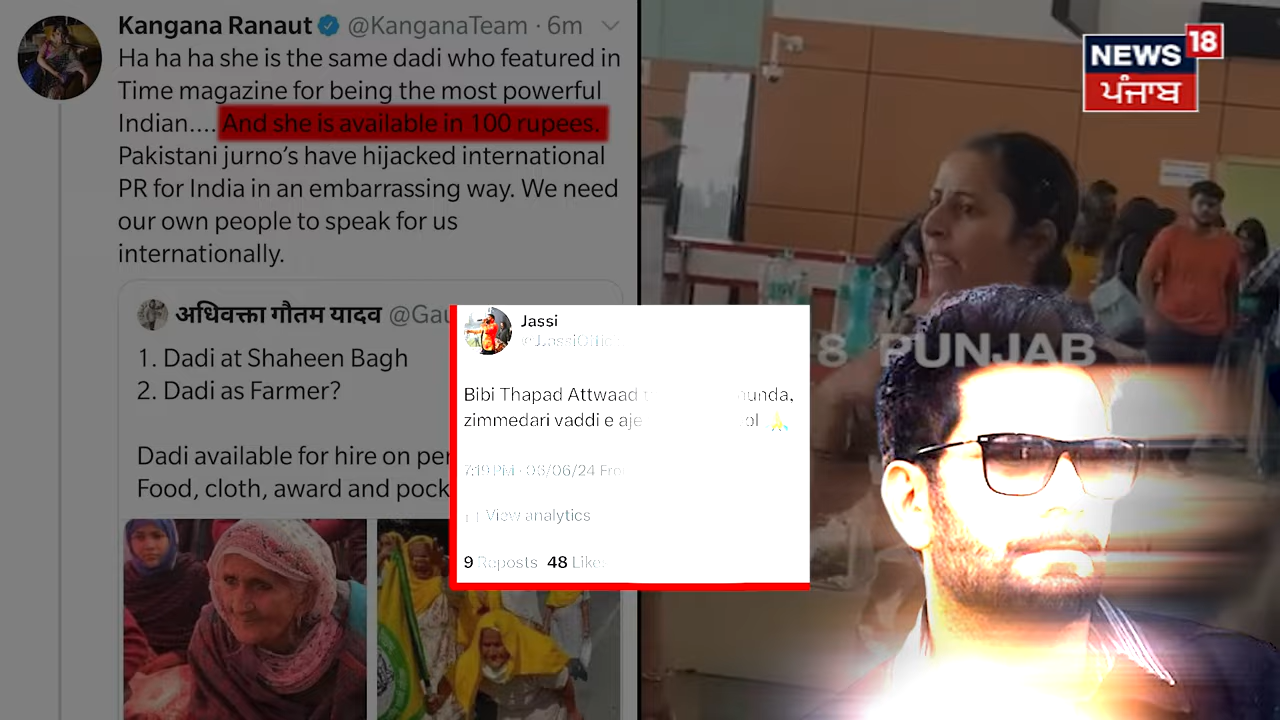 Kangana Ranaut @KanganaTeam · 6m
Ha ha ha she is the same dadi who featured in
Time magazine for being the most powerful
Indian.... And she is available in 100 rupees.
Pakistani jurno's have hijacked international
PR for India in an embarrassing way. We need
our own people to speak for us
internationally.
अधिवक्ता गौतम यादव @Gau
1. Dadi at Shaheen Bagh
2. Dadi as Farmer?
Dadi available for hire on per
Food, cloth, award and pock
Jassi
Bibi Thapad Attwaad
zimmedari vaddi e aje
7:19 PM · 06/06/24
View analytics
9 Reposts 48 Likes
NEWS 18
ਪੰਜਾਬ
8 PUNJAB